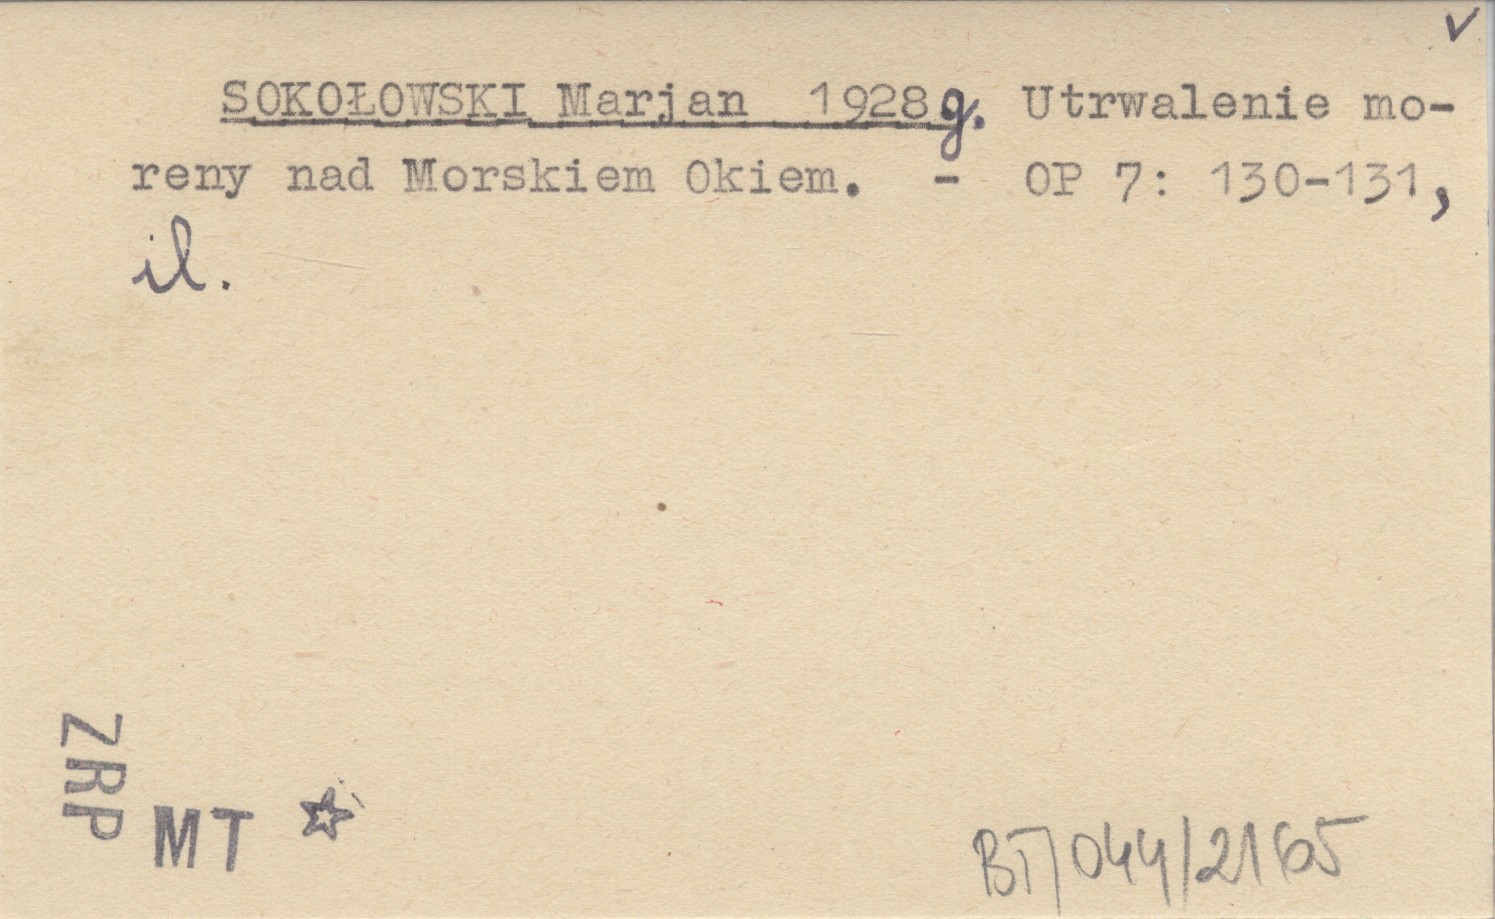 v
SOKOŁOWSKI Marjan 1928g. Utrwalenie mo-
reny nad Morskiem Okiem. - OP 7: 130-131,
il.
ZRP
MT ☆
BT/044/2165